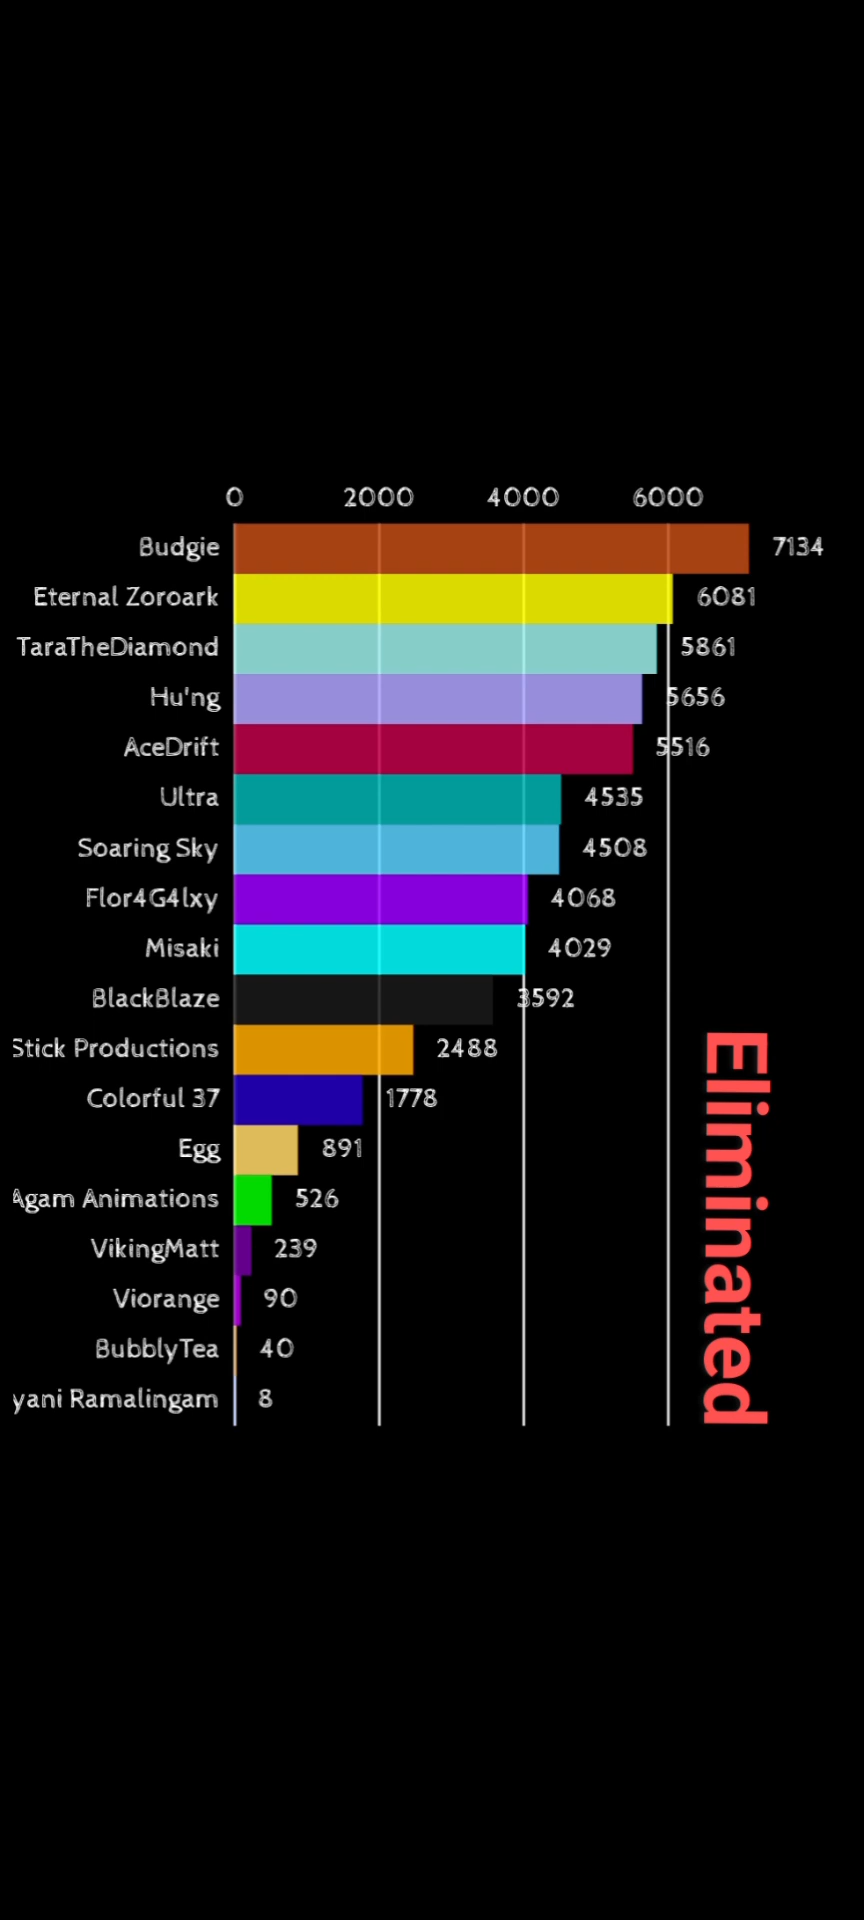 0 2000 4000 6000
Budgie 7134
Eternal Zoroark 6081
TaraTheDiamond 5861
Hu'ng 5656
AceDrift 5516
Ultra 4535
Soaring Sky 4508
Flor4G4lxy 4068
Misaki 4029
BlackBlaze 3592
Stick Productions 2488
Colorful 37 1778
Egg 891
Agam Animations 526
VikingMatt 239
Viorange 90
BubblyTea 40
yani Ramalingam 8
Eliminated